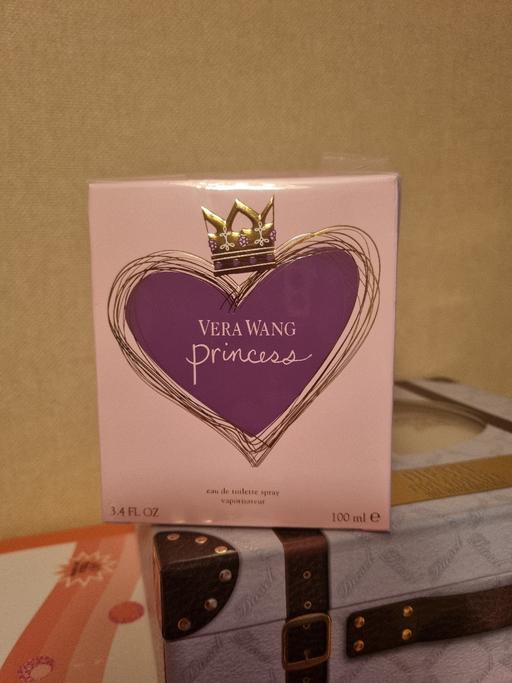 VERA WANG
princess
eau de toilette spray
vaporisateur
3.4 FL OZ
100 ml ℮